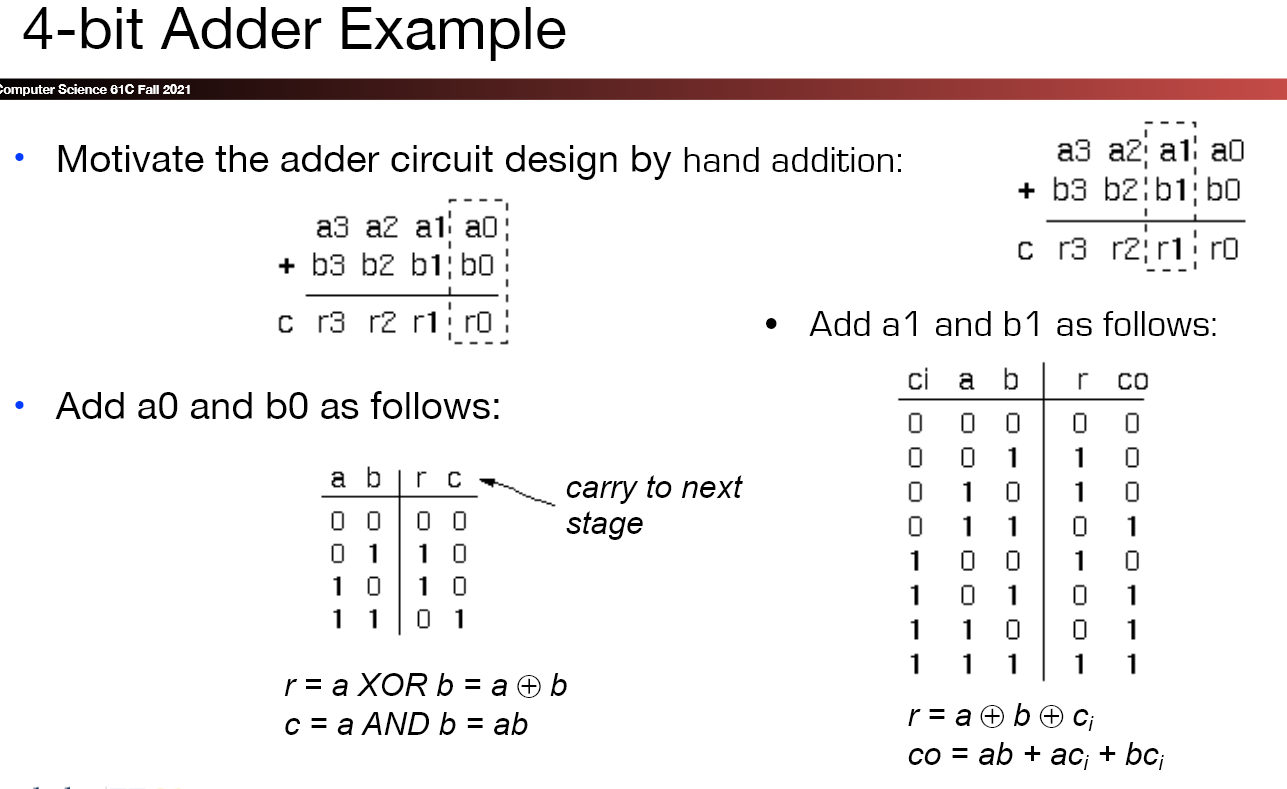 4-bit Adder Example
Computer Science 61C Fall 2021
• Motivate the adder circuit design by hand addition:
a3 a2 a1 a0
+ b3 b2 b1 b0
c r3 r2 r1 r0
• Add a0 and b0 as follows:
a b r c
carry to next
stage
0 0 0 0
0 1 1 0
1 0 1 0
1 1 0 1
r = a XOR b = a ⊕ b
c = a AND b = ab
a3 a2 a1 a0
+ b3 b2 b1 b0
c r3 r2 r1 r0
• Add a1 and b1 as follows:
ci a b r co
0 0 0 0 0
0 0 1 1 0
0 1 0 1 0
0 1 1 0 1
1 0 0 1 0
1 0 1 0 1
1 1 0 0 1
1 1 1 1 1
r = a ⊕ b ⊕ cᵢ
co = ab + acᵢ + bcᵢ